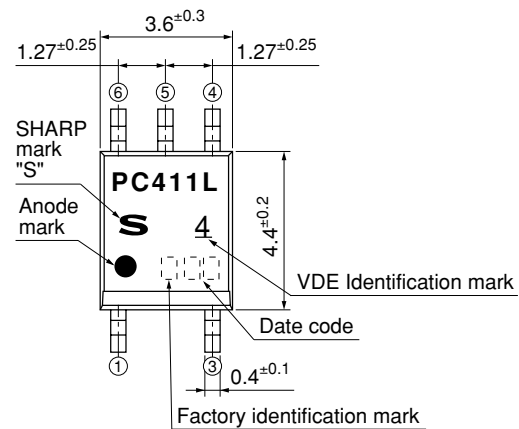 3.6±0.3
1.27±0.25 1.27±0.25
⑥ ⑤ ④
SHARP
mark
"S"
PC411L
S
Anode
mark
4
4.4±0.2
VDE Identification mark
Date code
① ③
0.4±0.1
Factory identification mark